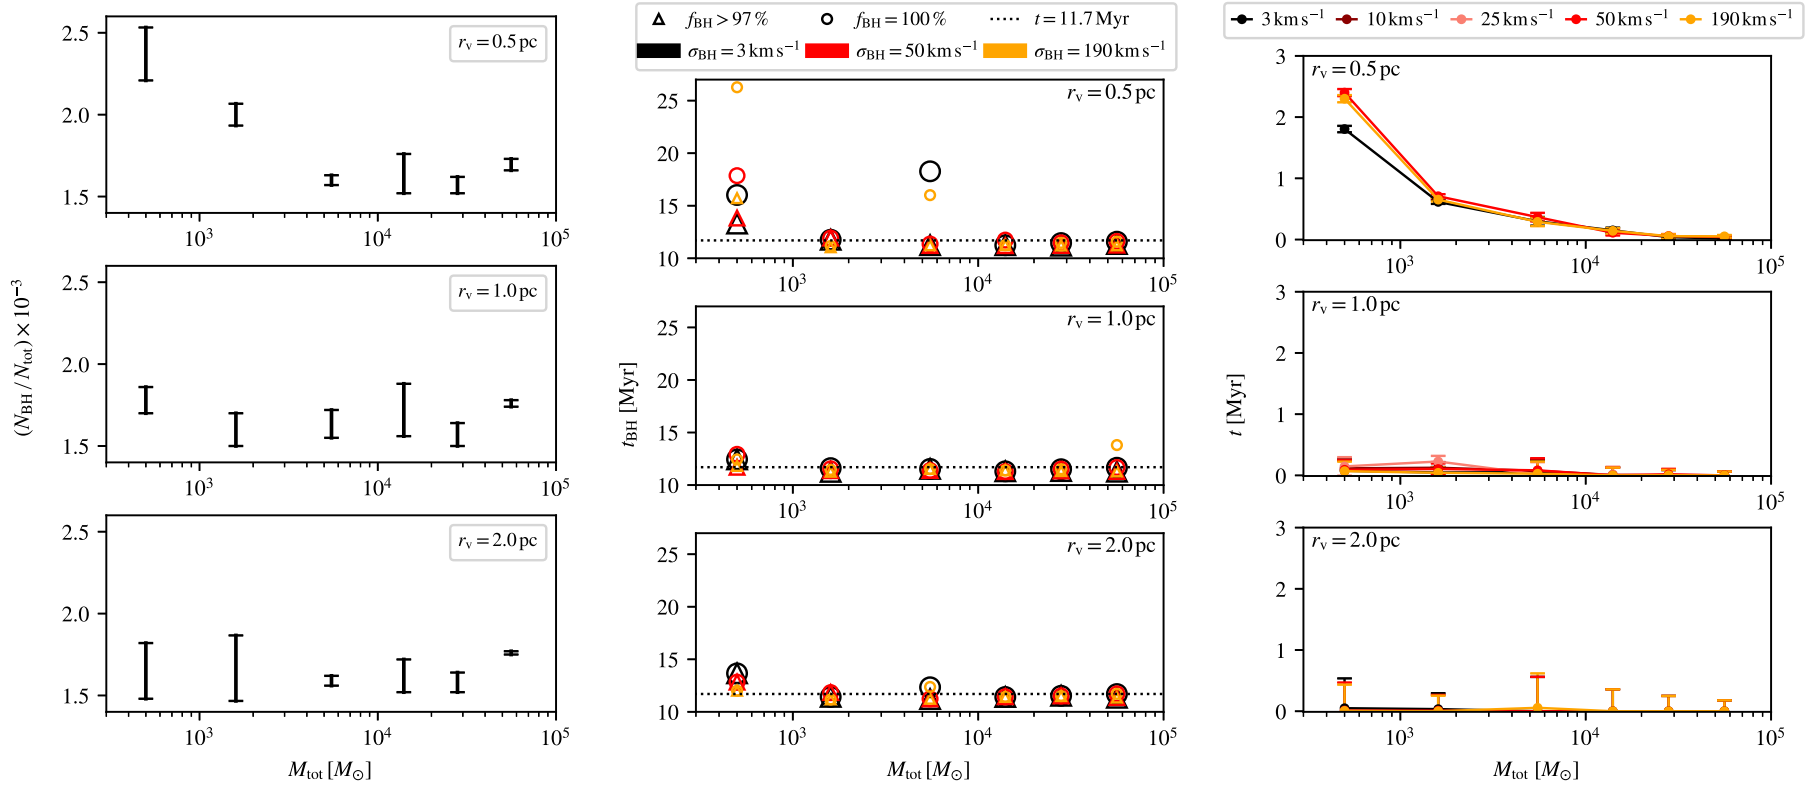 (N_BH / N_tot) × 10⁻³
r_v = 0.5 pc
2.5
2.0
1.5
10³ 10⁴ 10⁵
r_v = 1.0 pc
2.5
2.0
1.5
10³ 10⁴ 10⁵
r_v = 2.0 pc
2.5
2.0
1.5
10³ 10⁴ 10⁵
M_tot [M_⊙]
f_BH > 97 % f_BH = 100 % t = 11.7 Myr
σ_BH = 3 km s⁻¹ σ_BH = 50 km s⁻¹ σ_BH = 190 km s⁻¹
t_BH [Myr]
r_v = 0.5 pc
25
20
15
10
10³ 10⁴ 10⁵
r_v = 1.0 pc
25
20
15
10
10³ 10⁴ 10⁵
r_v = 2.0 pc
25
20
15
10
10³ 10⁴ 10⁵
M_tot [M_⊙]
3 km s⁻¹ 10 km s⁻¹ 25 km s⁻¹ 50 km s⁻¹ 190 km s⁻¹
t [Myr]
r_v = 0.5 pc
3
2
1
0
10³ 10⁴ 10⁵
r_v = 1.0 pc
3
2
1
0
10³ 10⁴ 10⁵
r_v = 2.0 pc
3
2
1
0
10³ 10⁴ 10⁵
M_tot [M_⊙]